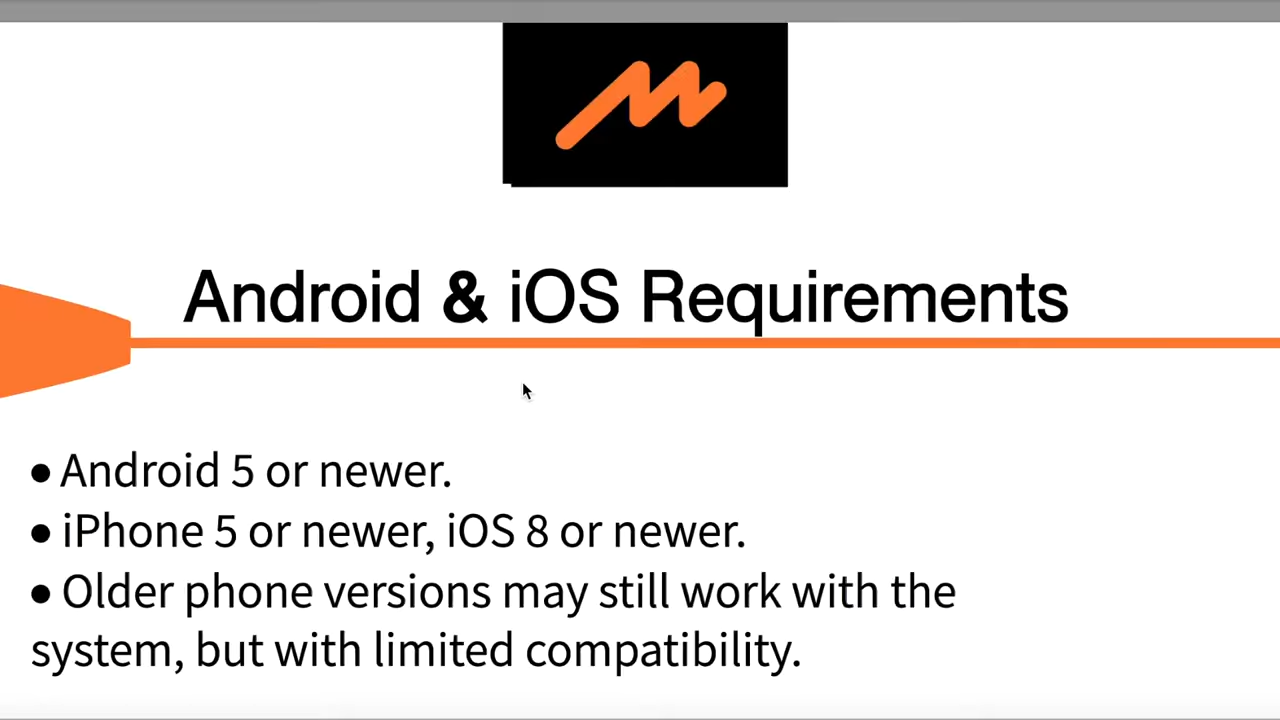 Android & iOS Requirements
• Android 5 or newer.
• iPhone 5 or newer, iOS 8 or newer.
• Older phone versions may still work with the
system, but with limited compatibility.